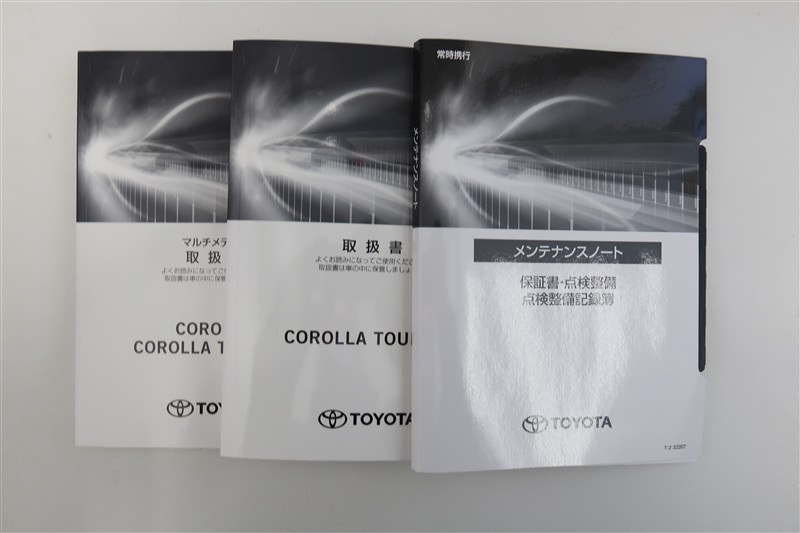 マルチメデ
取扱
よくお読みになってご使
取扱書は車の中に保管
CORO
COROLLA T
TOYO
取扱書
よくお読みになってご使用くださ
取扱書は車の中に保管しましょ
COROLLA TOU
TOYOTA
常時携行
メンテナンスノート
メンテナンスノート
保証書・点検整備
点検整備記録簿
TOYOTA